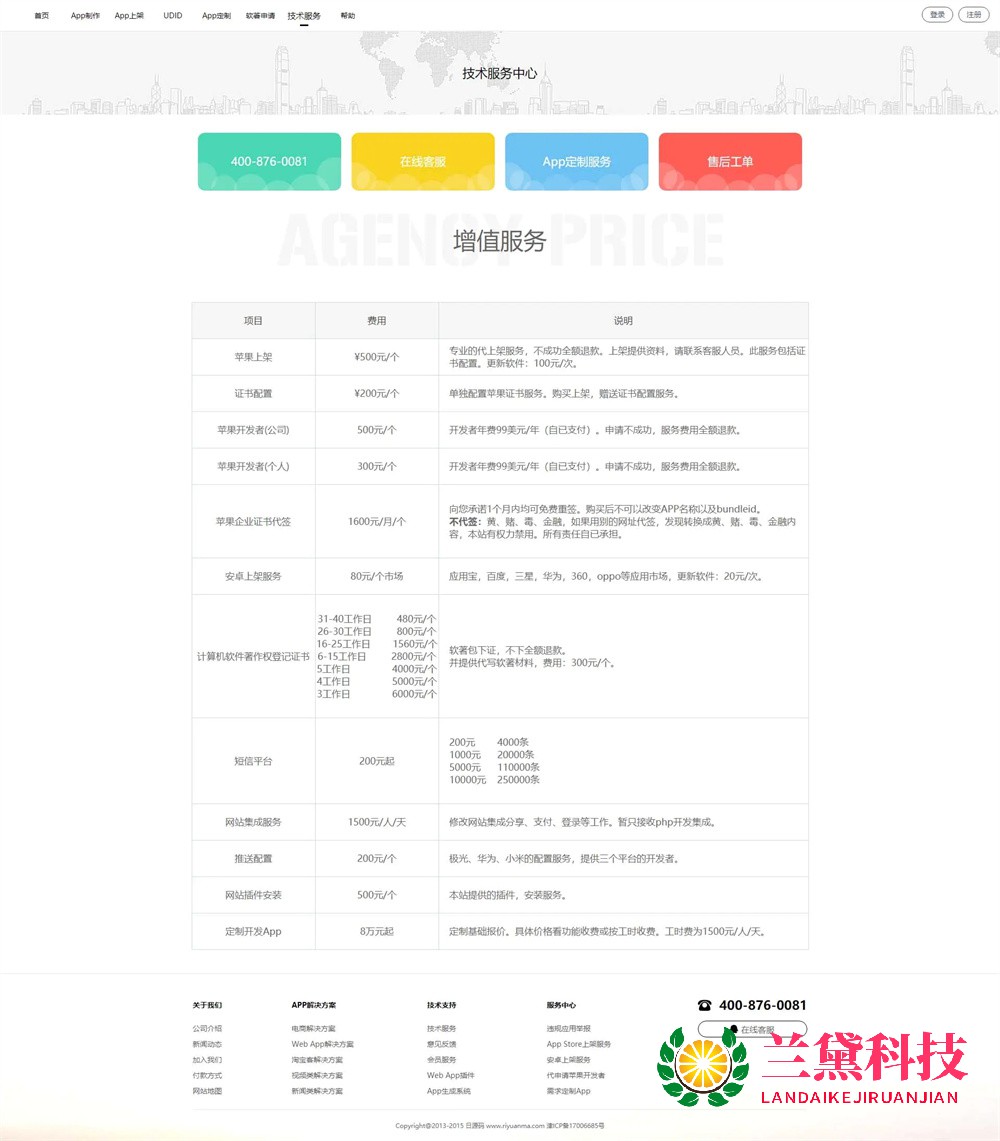 首页 App制作 App上架 UDID App定制 软著申请 技术服务 帮助 登录 注册
技术服务中心
400-876-0081 在线客服 App定制服务 售后工单
AGENCY-PRICE
增值服务
项目 费用 说明
苹果上架 ¥500元/个 专业的代上架服务，不成功全额退款。上架提供资料，请联系客服人员。此服务包括证
书配置。更新软件：100元/次。
证书配置 ¥200元/个 单独配置苹果证书服务。购买上架，赠送证书配置服务。
苹果开发者(公司) 500元/个 开发者年费99美元/年（自已支付）。申请不成功，服务费用全额退款。
苹果开发者(个人) 300元/个 开发者年费99美元/年（自已支付）。申请不成功，服务费用全额退款。
苹果企业证书代签 1600元/月/个 向您承诺1个月内均可免费重签。购买后不可以改变APP名称以及bundleid。
不代签：黄、赌、毒、金融，如果用别的网址代签，发现转换成黄、赌、毒、金融内
容，本站有权力禁用。所有责任自已承担。
安卓上架服务 80元/个市场 应用宝，百度，三星，华为，360，oppo等应用市场，更新软件：20元/次。
计算机软件著作权登记证书
31-40工作日 480元/个
26-30工作日 800元/个
16-25工作日 1560元/个
6-15工作日 2800元/个
5工作日 4000元/个
4工作日 5000元/个
3工作日 6000元/个
软著包下证，不下全额退款。
并提供代写软著材料，费用：300元/个。
短信平台 200元起
200元 4000条
1000元 20000条
5000元 110000条
10000元 250000条
网站集成服务 1500元/人/天 修改网站集成分享、支付、登录等工作。暂只接收php开发集成。
推送配置 200元/个 极光、华为、小米的配置服务，提供三个平台的开发者。
网站插件安装 500元/个 本站提供的插件，安装服务。
定制开发App 8万元起 定制基础报价。具体价格看功能收费或按工时收费。工时费为1500元/人/天。
关于我们 APP解决方案 技术支持 服务中心 400-876-0081
公司介绍 电商解决方案 技术服务 违规应用举报 在线客服
新闻动态 Web App解决方案 意见反馈 App Store上架服务
加入我们 淘宝客解决方案 会员服务 安卓上架服务
付款方式 视频类解决方案 Web App插件 代申请苹果开发者
网站地图 新闻类解决方案 App生成系统 需求定制App
兰黛科技
LANDAIKEJIRUANJIAN
Copyright@2013-2015 日源码 www.riyuanma.com 津ICP备17006685号